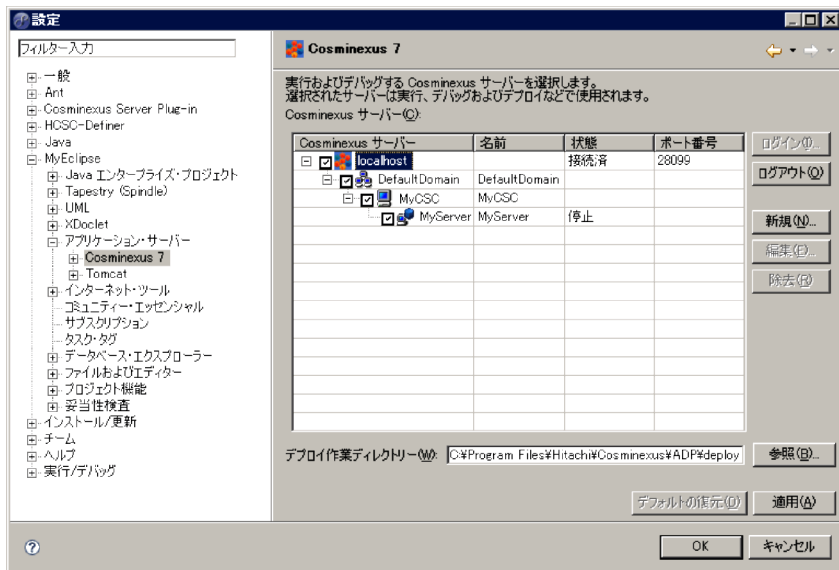 設定
フィルター入力
一般
Ant
Cosminexus Server Plug-in
HCSC-Definer
Java
MyEclipse
Java エンタープライズ・プロジェクト
Tapestry (Spindle)
UML
XDoclet
アプリケーション・サーバー
Cosminexus 7
Tomcat
インターネット・ツール
コミュニティー・エッセンシャル
サブスクリプション
タスク・タグ
データベース・エクスプローラー
ファイルおよびエディター
プロジェクト機能
妥当性検査
インストール/更新
チーム
ヘルプ
実行/デバッグ
Cosminexus 7
実行およびデバッグする Cosminexus サーバーを選択します。
選択されたサーバーは実行、デバッグおよびデプロイなどで使用されます。
Cosminexus サーバー(C):
Cosminexus サーバー 名前 状態 ポート番号
localhost 接続済 28099
DefaultDomain DefaultDomain
MyCSC MyCSC
MyServer MyServer 停止
ログイン(I)...
ログアウト(O)
新規(N)...
編集(E)...
除去(R)
デプロイ作業ディレクトリー(W): C:¥Program Files¥Hitachi¥Cosminexus¥ADP¥deploy 参照(B)...
デフォルトの復元(D) 適用(A)
OK キャンセル